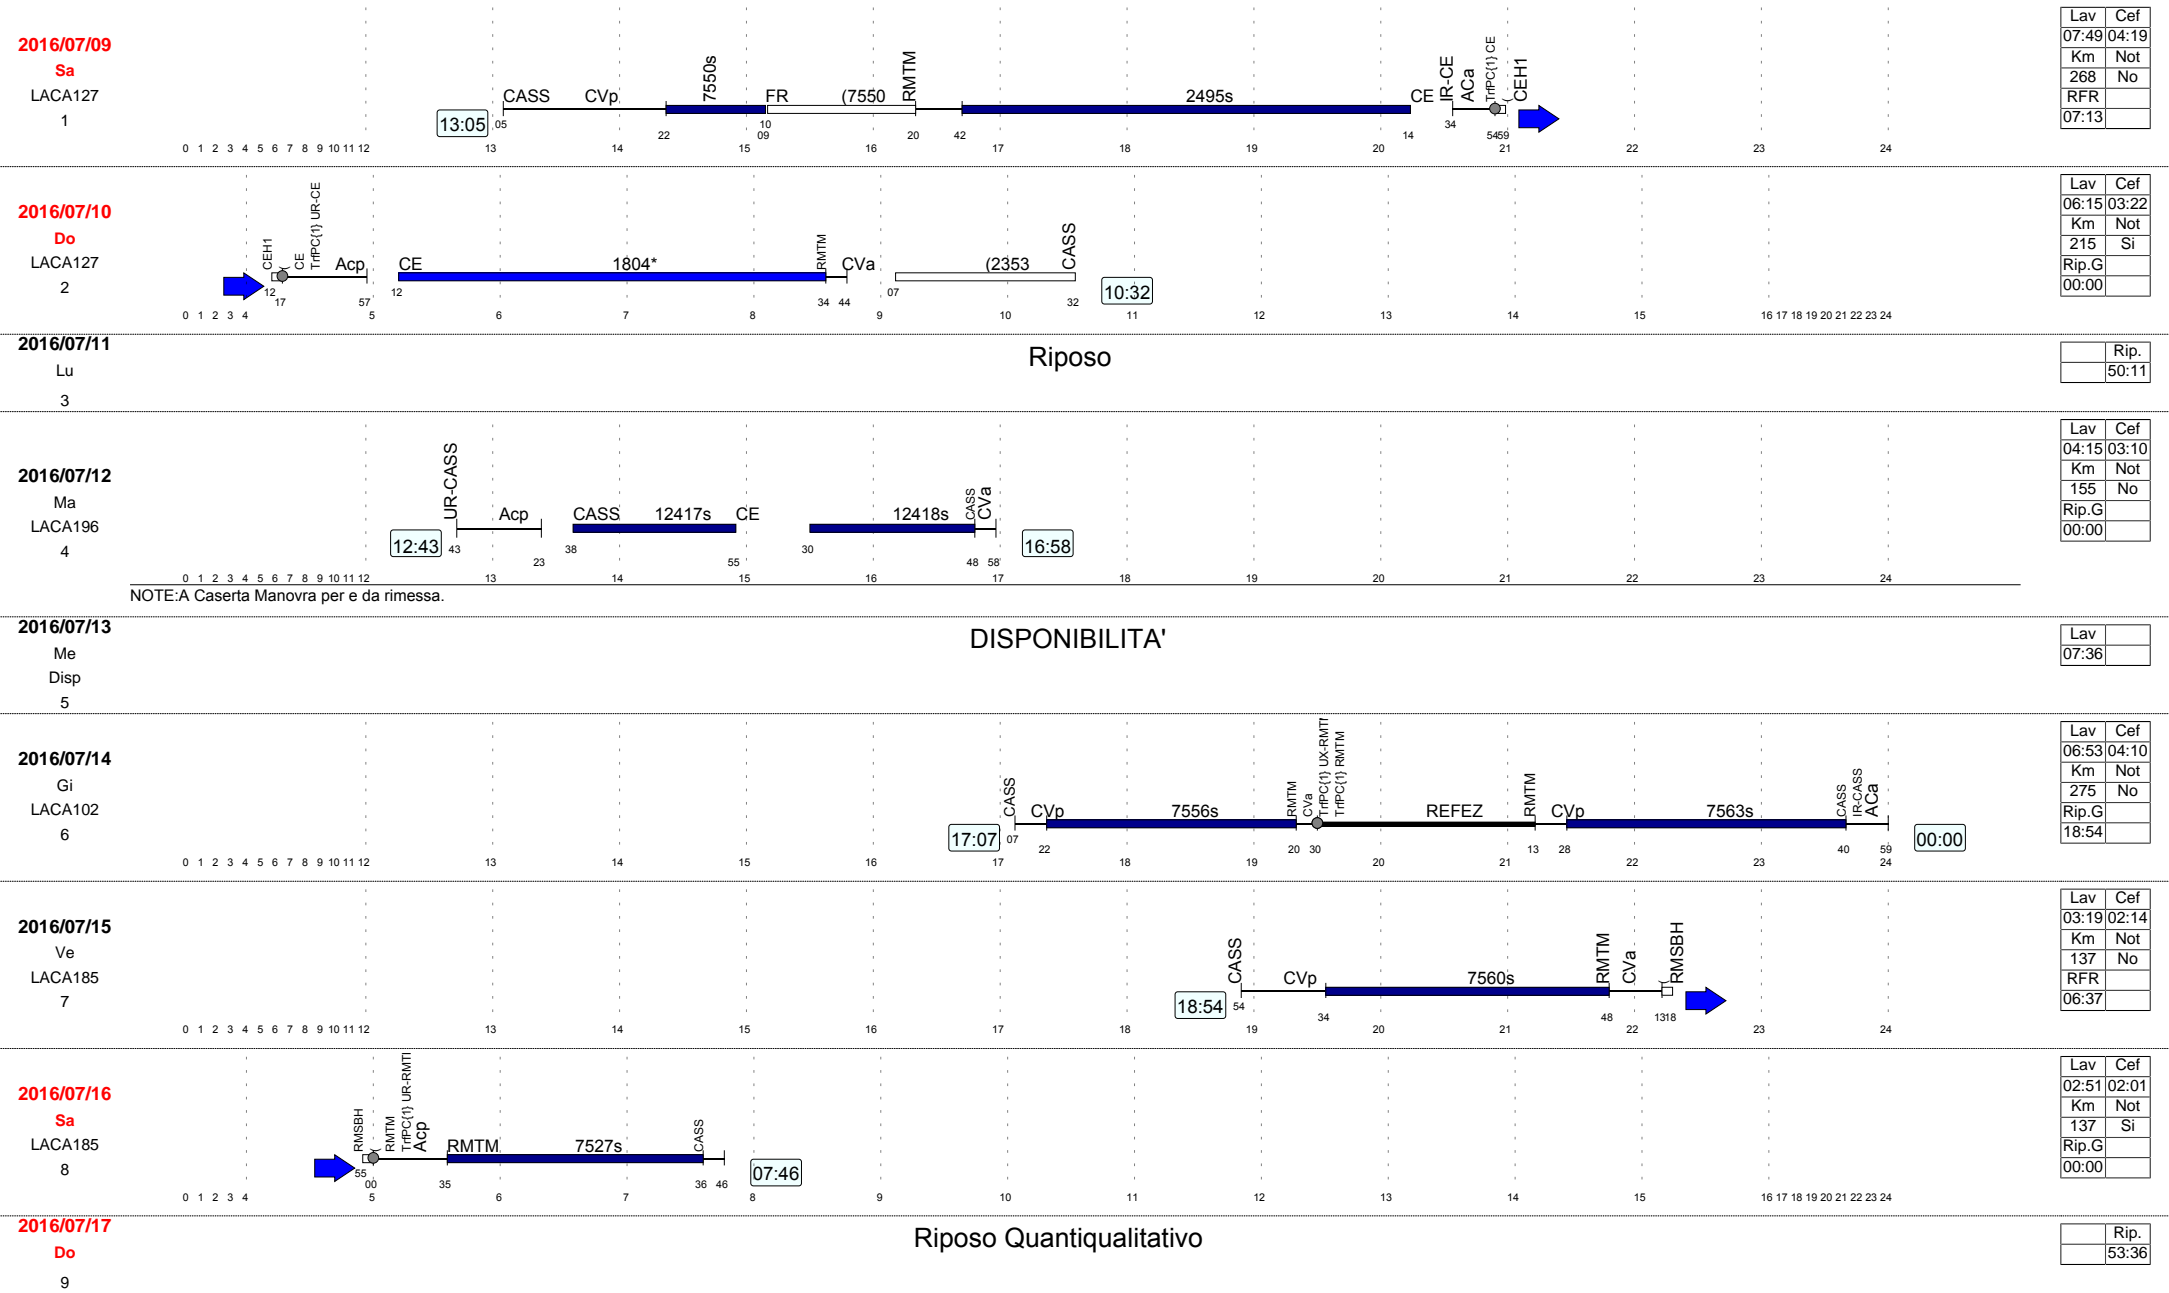 2016/07/09
Sa
LACA127
1
13:05
CASS CVp 7550s FR (7550 RMTM 2495s CE IR-CE ACa TrfPC{1} CE CEH1
05 22 10 09 20 42 14 34 5459
0 1 2 3 4 5 6 7 8 9 10 11 12 13 14 15 16 17 18 19 20 21 22 23 24
Lav Cef
07:49 04:19
Km Not
268 No
RFR
07:13
2016/07/10
Do
LACA127
2
CEH1 CE TrfPC{1} UR-CE Acp CE 1804* RMTM CVa (2353 CASS
12 17 57 12 34 44 07 32
10:32
0 1 2 3 4 5 6 7 8 9 10 11 12 13 14 15 16 17 18 19 20 21 22 23 24
Lav Cef
06:15 03:22
Km Not
215 Si
Rip.G
00:00
2016/07/11
Lu
3
Riposo
Rip.
50:11
2016/07/12
Ma
LACA196
4
12:43
UR-CASS Acp CASS 12417s CE 12418s CASS CVa
43 23 38 55 30 48 58
16:58
0 1 2 3 4 5 6 7 8 9 10 11 12 13 14 15 16 17 18 19 20 21 22 23 24
NOTE:A Caserta Manovra per e da rimessa.
Lav Cef
04:15 03:10
Km Not
155 No
Rip.G
00:00
2016/07/13
Me
Disp
5
DISPONIBILITA'
Lav
07:36
2016/07/14
Gi
LACA102
6
17:07
CASS CVp 7556s RMTM CVa TrfPC{1} UX-RMTM TrfPC{1} RMTM REFEZ RMTM CVp 7563s CASS IR-CASS ACa
07 22 20 30 13 28 40 59
00:00
0 1 2 3 4 5 6 7 8 9 10 11 12 13 14 15 16 17 18 19 20 21 22 23 24
Lav Cef
06:53 04:10
Km Not
275 No
Rip.G
18:54
2016/07/15
Ve
LACA185
7
18:54
CASS CVp 7560s RMTM CVa RMSBH
54 34 48 1318
0 1 2 3 4 5 6 7 8 9 10 11 12 13 14 15 16 17 18 19 20 21 22 23 24
Lav Cef
03:19 02:14
Km Not
137 No
RFR
06:37
2016/07/16
Sa
LACA185
8
RMSBH RMTM TrfPC{1} UR-RMTM Acp RMTM 7527s CASS
55 00 35 36 46
07:46
0 1 2 3 4 5 6 7 8 9 10 11 12 13 14 15 16 17 18 19 20 21 22 23 24
Lav Cef
02:51 02:01
Km Not
137 Si
Rip.G
00:00
2016/07/17
Do
9
Riposo Quantiqualitativo
Rip.
53:36